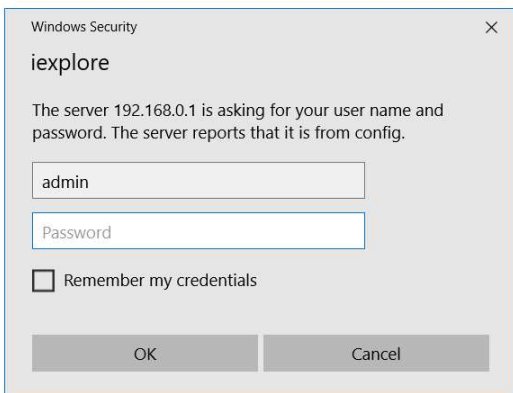 Windows Security
iexplore
The server 192.168.0.1 is asking for your user name and
password. The server reports that it is from config.
admin
Password
Remember my credentials
OK
Cancel